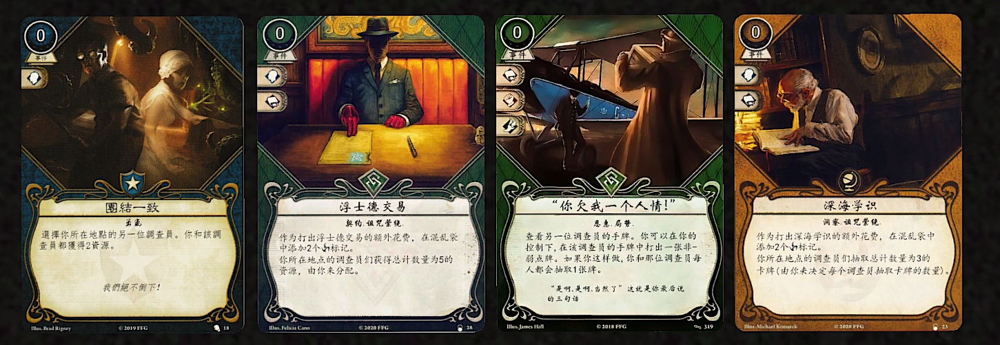 0
事件
團結一致
勇氣.
選擇你所在地點的另一位調查員。你和該調
查員都獲得2資源。
我們絕不倒下!
Illus. Brad Rigney
© 2019 FFG
18
0
事件
浮士德交易
契约.诅咒萦绕.
作为打出浮士德交易的额外花费，在混乱袋
中添加2个标记。
你所在地点的调查员们获得总计数量为5的
资源，由你来分配。
Illus. Felicia Cano
© 2020 FFG
28
0
事件
“你欠我一个人情!”
恩惠.局势.
查看另一位调查员的手牌。你可以在你的
控制下,在该调查员的手牌中打出一张非-
弱点牌。如果你这样做,你和那位调查员每
人都会抽取1张牌。
“是啊,是啊,当然了” 这就是你最后说
的三句话
Illus. James Hall
© 2018 FFG
319
0
事件
深海学识
洞察.诅咒萦绕.
作为打出深海学识的额外花费，在混乱袋中
添加2个标记。
你所在地点的调查员们抽取总计数量为3的
卡牌(由你来决定每个调查员抽取卡牌的数量)。
Illus. Michael Komarck
© 2020 FFG
23